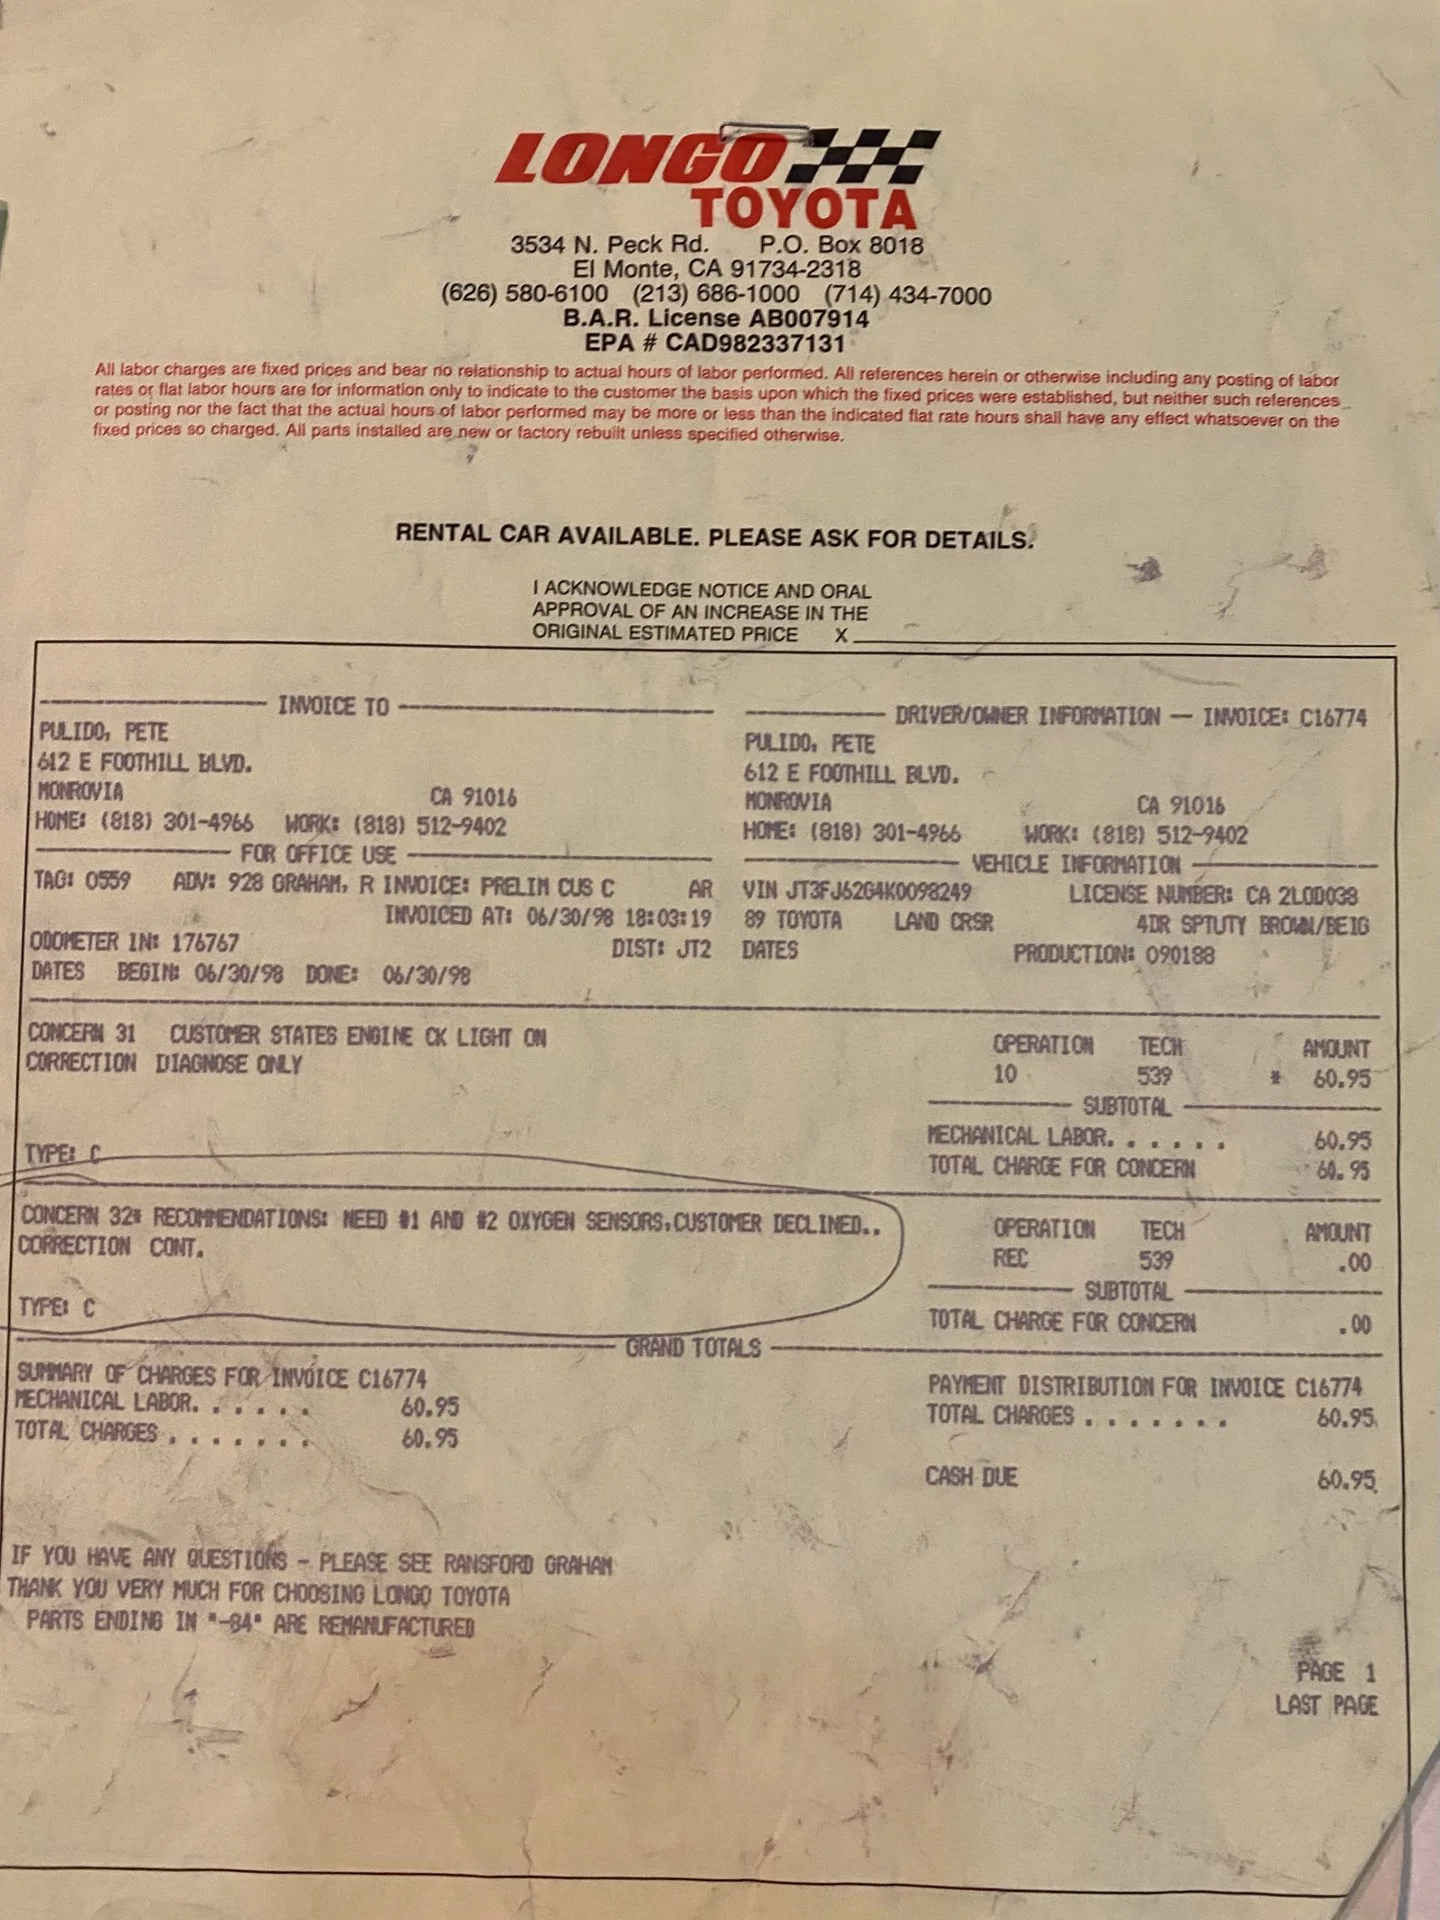 LONGO
TOYOTA
3534 N. Peck Rd. P.O. Box 8018
El Monte, CA 91734-2318
(626) 580-6100 (213) 686-1000 (714) 434-7000
B.A.R. License AB007914
EPA # CAD982337131
All labor charges are fixed prices and bear no relationship to actual hours of labor performed. All references herein or otherwise including any posting of labor
rates or flat labor hours are for information only to indicate to the customer the basis upon which the fixed prices were established, but neither such references
or posting nor the fact that the actual hours of labor performed may be more or less than the indicated flat rate hours shall have any effect whatsoever on the
fixed prices so charged. All parts installed are new or factory rebuilt unless specified otherwise.
RENTAL CAR AVAILABLE. PLEASE ASK FOR DETAILS.
I ACKNOWLEDGE NOTICE AND ORAL
APPROVAL OF AN INCREASE IN THE
ORIGINAL ESTIMATED PRICE X
INVOICE TO
PULIDO, PETE
612 E FOOTHILL BLVD.
MONROVIA CA 91016
HOME: (818) 301-4966 WORK: (818) 512-9402
DRIVER/OWNER INFORMATION — INVOICE: C16774
PULIDO, PETE
612 E FOOTHILL BLVD.
MONROVIA CA 91016
HOME: (818) 301-4966 WORK: (818) 512-9402
FOR OFFICE USE
TAG: 0559 ADV: 928 GRAHAM, R INVOICE: PRELIM CUS C AR
INVOICED AT: 06/30/98 18:03:19
ODOMETER IN: 176767 DIST: JT2
DATES BEGIN: 06/30/98 DONE: 06/30/98
VEHICLE INFORMATION
VIN JT3FJ62G4K0098249 LICENSE NUMBER: CA 2LOD038
89 TOYOTA LAND CRSR 4DR SPTUTY BROWN/BEIG
DATES PRODUCTION: 090188
CONCERN 31 CUSTOMER STATES ENGINE CK LIGHT ON
CORRECTION DIAGNOSE ONLY
TYPE: C
OPERATION TECH AMOUNT
10 539 * 60.95
SUBTOTAL
MECHANICAL LABOR. . . . . . 60.95
TOTAL CHARGE FOR CONCERN 60.95
CONCERN 32* RECOMMENDATIONS: NEED #1 AND #2 OXYGEN SENSORS,CUSTOMER DECLINED..
CORRECTION CONT.
TYPE: C
OPERATION TECH AMOUNT
REC 539 .00
SUBTOTAL
TOTAL CHARGE FOR CONCERN .00
GRAND TOTALS
SUMMARY OF CHARGES FOR INVOICE C16774
MECHANICAL LABOR. . . . . . 60.95
TOTAL CHARGES . . . . . . . 60.95
PAYMENT DISTRIBUTION FOR INVOICE C16774
TOTAL CHARGES . . . . . . . 60.95
CASH DUE 60.95
IF YOU HAVE ANY QUESTIONS - PLEASE SEE RANSFORD GRAHAM
THANK YOU VERY MUCH FOR CHOOSING LONGO TOYOTA
PARTS ENDING IN "-84" ARE REMANUFACTURED
PAGE 1
LAST PAGE